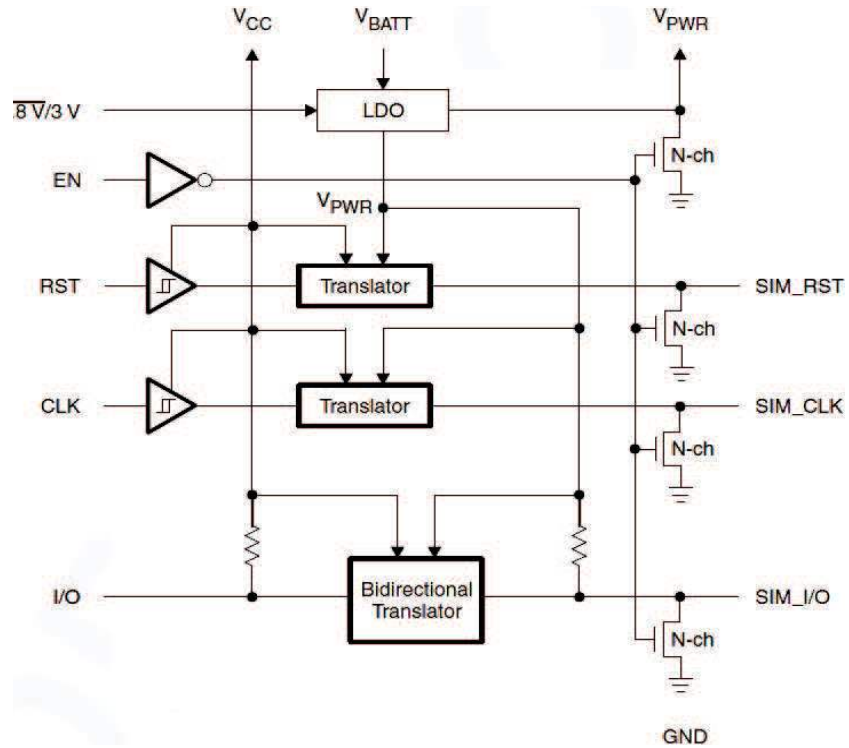 VCC
VBATT
VPWR
.8 V/3 V
LDO
N-ch
EN
VPWR
RST
Translator
SIM_RST
N-ch
CLK
Translator
SIM_CLK
N-ch
I/O
Bidirectional
Translator
SIM_I/O
N-ch
GND